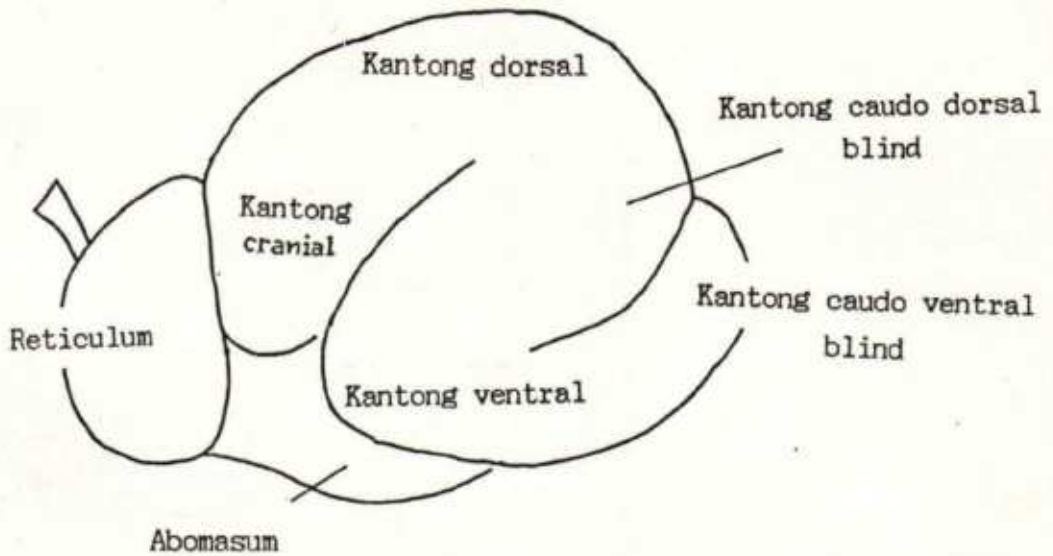 Kantong dorsal
Kantong caudo dorsal
blind
Kantong
cranial
Kantong caudo ventral
blind
Reticulum
Kantong ventral
Abomasum